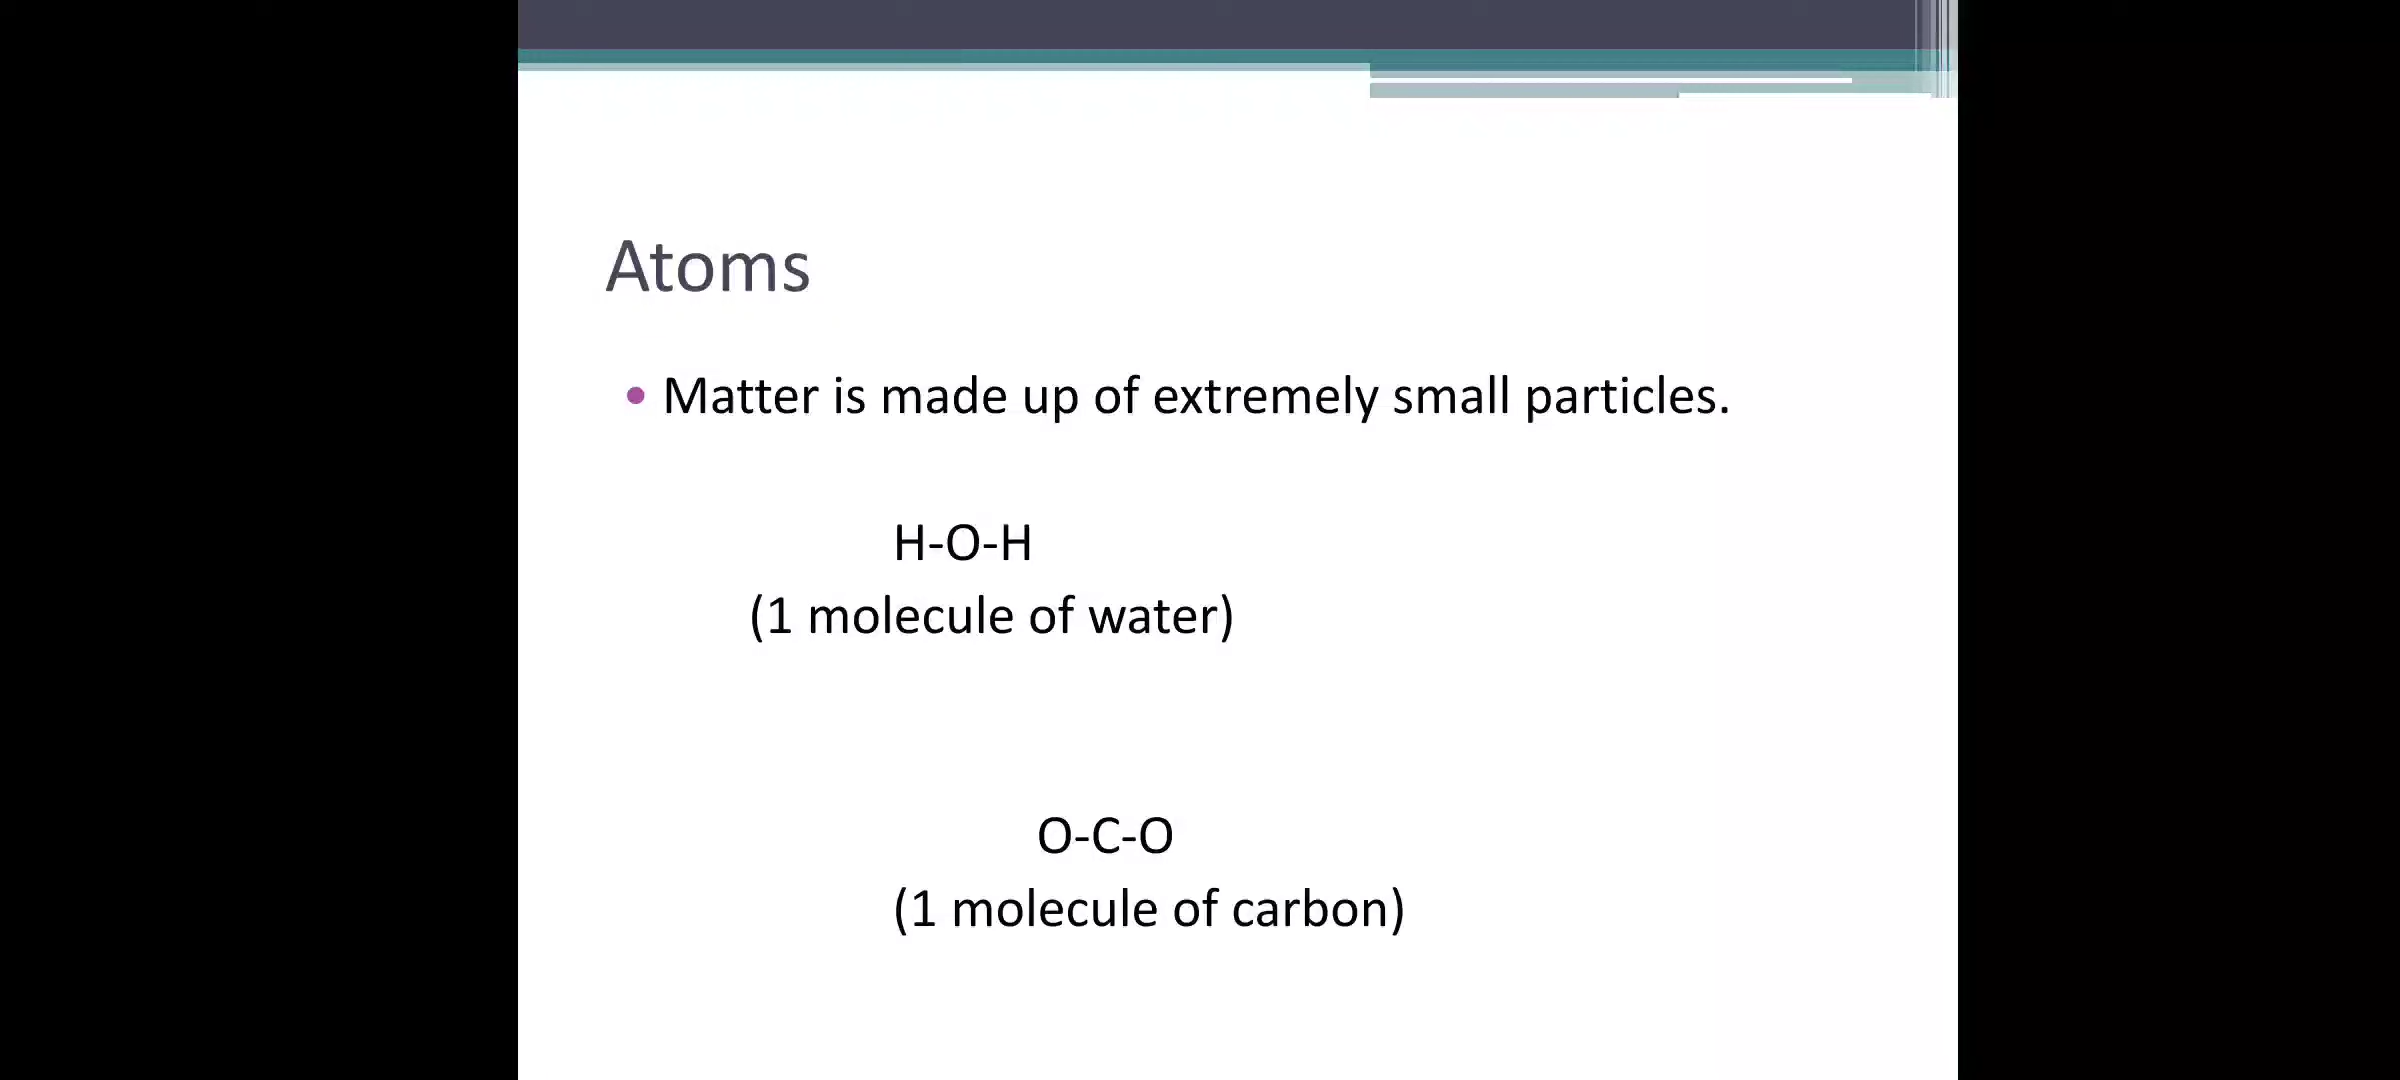 Atoms
• Matter is made up of extremely small particles.
H-O-H
(1 molecule of water)
O-C-O
(1 molecule of carbon)